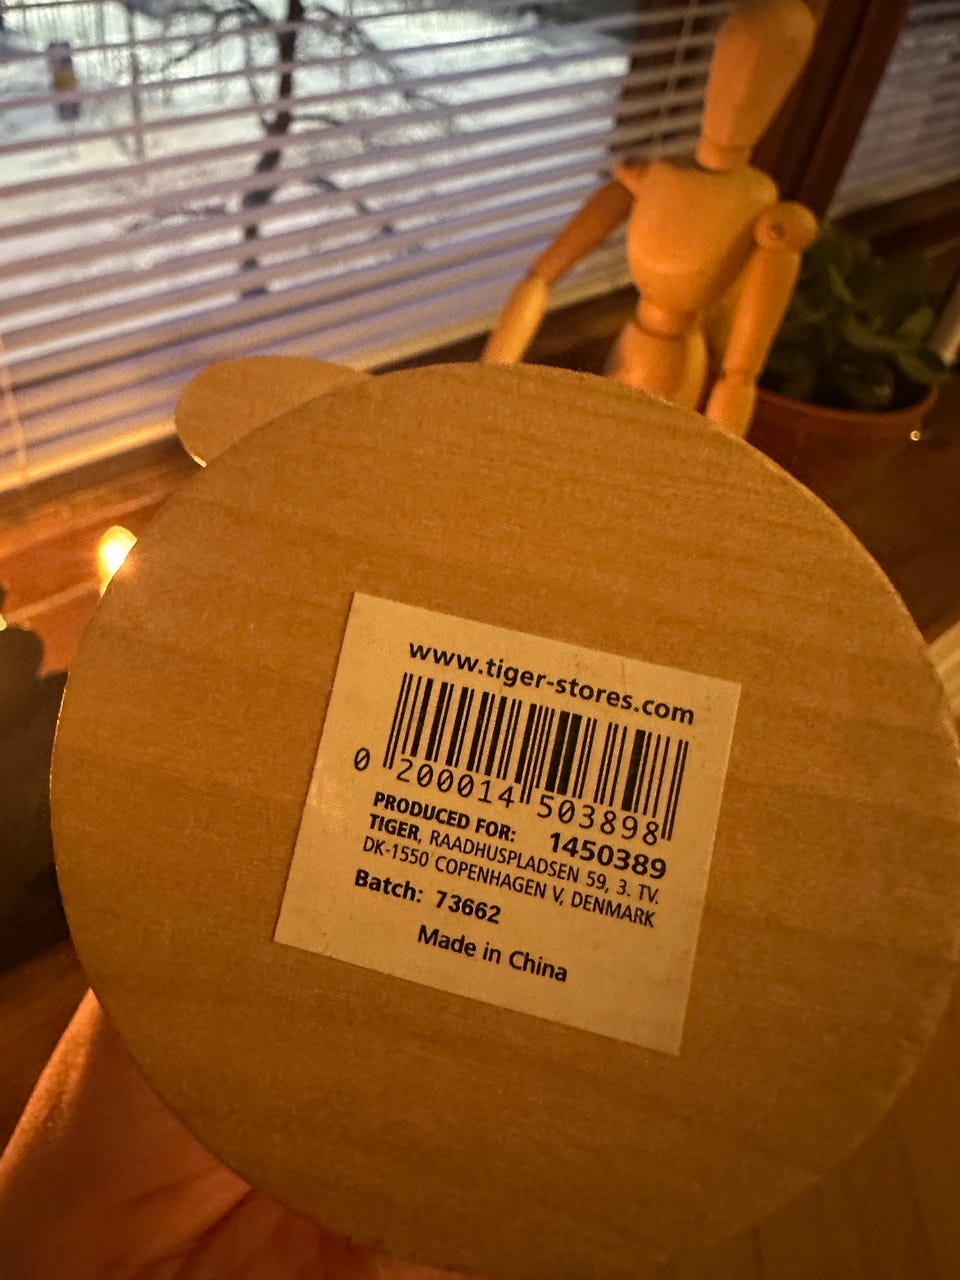 www.tiger-stores.com
0 200014 503898
PRODUCED FOR: 1450389
TIGER, RAADHUSPLADSEN 59, 3. TV.
DK-1550 COPENHAGEN V, DENMARK
Batch: 73662
Made in China